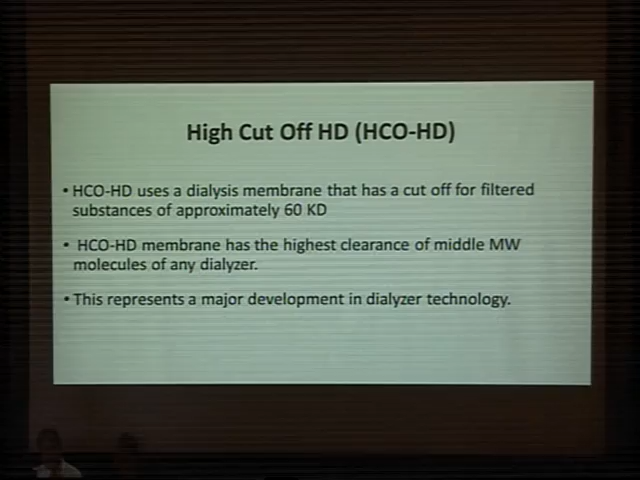 High Cut Off HD (HCO-HD)
• HCO-HD uses a dialysis membrane that has a cut off for filtered
substances of approximately 60 KD
• HCO-HD membrane has the highest clearance of middle MW
molecules of any dialyzer.
• This represents a major development in dialyzer technology.